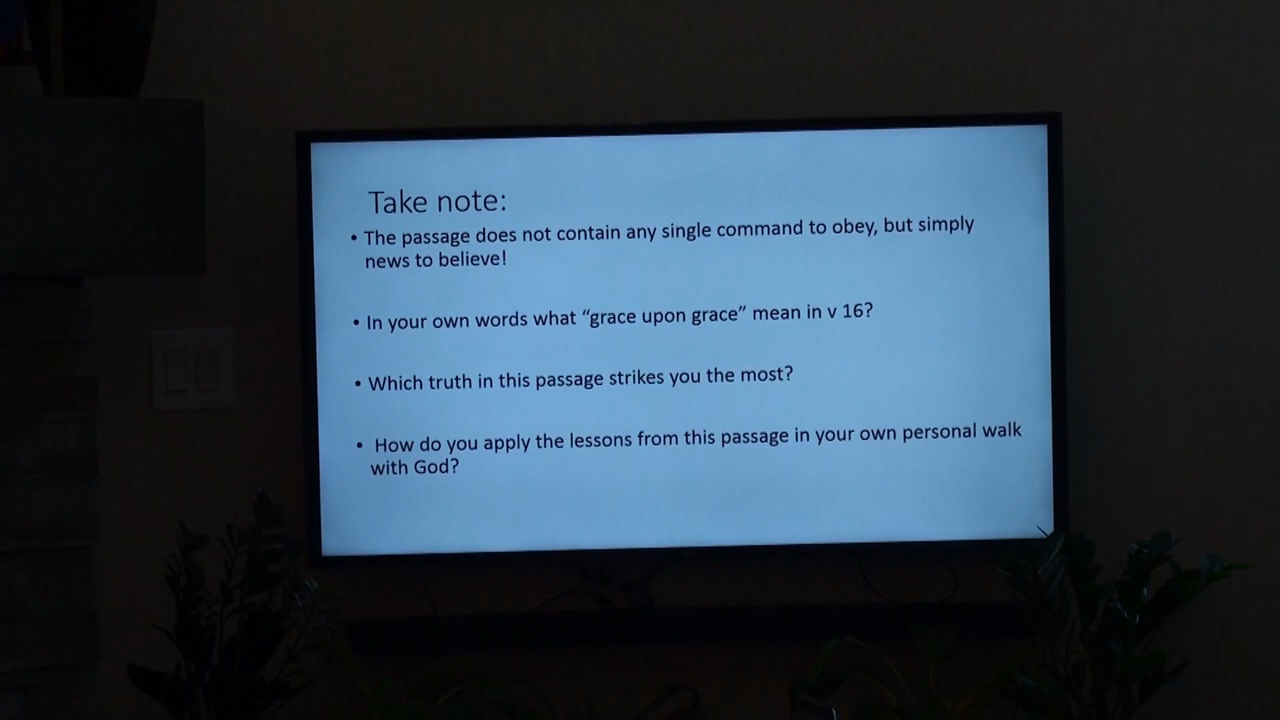 Take note:
• The passage does not contain any single command to obey, but simply
news to believe!
• In your own words what “grace upon grace” mean in v 16?
• Which truth in this passage strikes you the most?
• How do you apply the lessons from this passage in your own personal walk
with God?